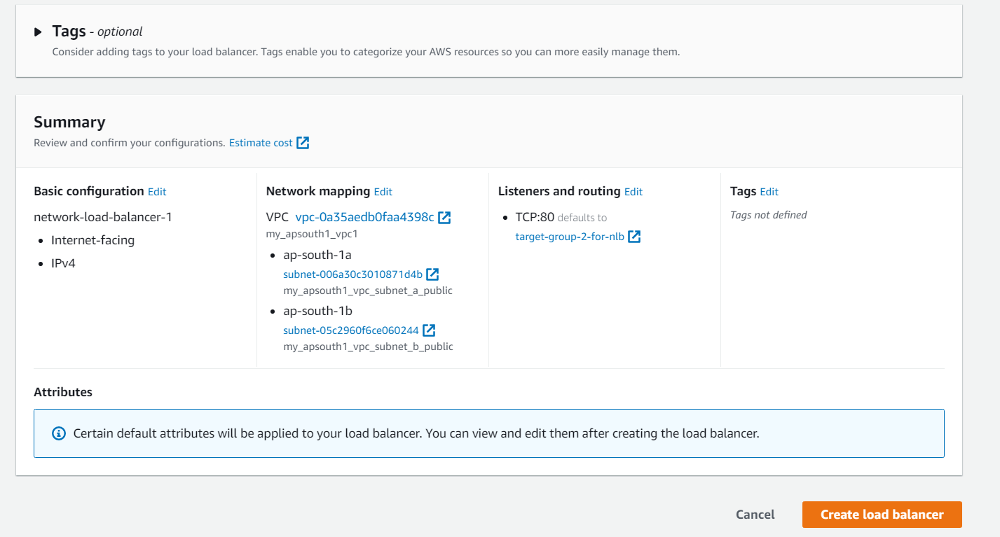 Tags - optional
Consider adding tags to your load balancer. Tags enable you to categorize your AWS resources so you can more easily manage them.
Summary
Review and confirm your configurations. Estimate cost
Basic configuration Edit
network-load-balancer-1
Internet-facing
IPv4
Network mapping Edit
VPC vpc-0a35aedb0faa4398c
my_apsouth1_vpc1
ap-south-1a
subnet-006a30c3010871d4b
my_apsouth1_vpc_subnet_a_public
ap-south-1b
subnet-05c2960f6ce060244
my_apsouth1_vpc_subnet_b_public
Listeners and routing Edit
TCP:80 defaults to
target-group-2-for-nlb
Tags Edit
Tags not defined
Attributes
Certain default attributes will be applied to your load balancer. You can view and edit them after creating the load balancer.
Cancel
Create load balancer